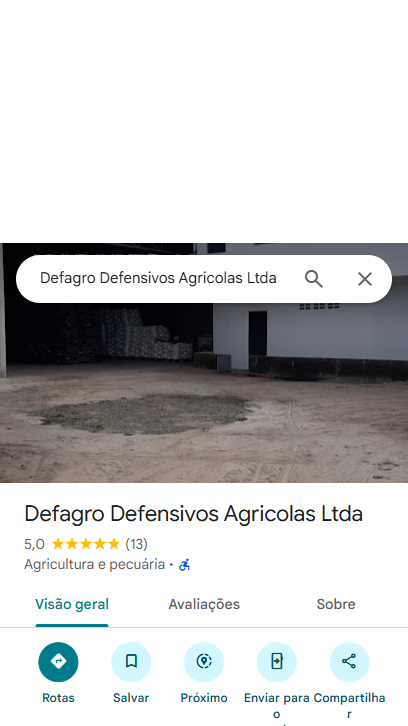 Defagro Defensivos Agricolas Ltda
Defagro Defensivos Agricolas Ltda
5,0 ★★★★★ (13)
Agricultura e pecuária •
Visão geral Avaliações Sobre
Rotas Salvar Próximo Enviar para o Compartilhar